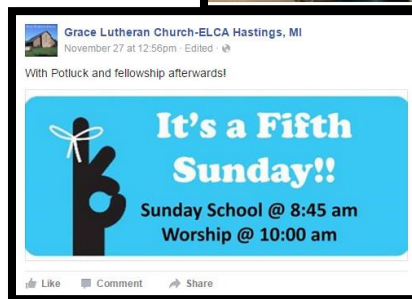 Grace Lutheran Church-ELCA Hastings, MI
November 27 at 12:56pm · Edited ·
With Potluck and fellowship afterwards!
It's a Fifth
Sunday!!
Sunday School @ 8:45 am
Worship @ 10:00 am
Like Comment Share